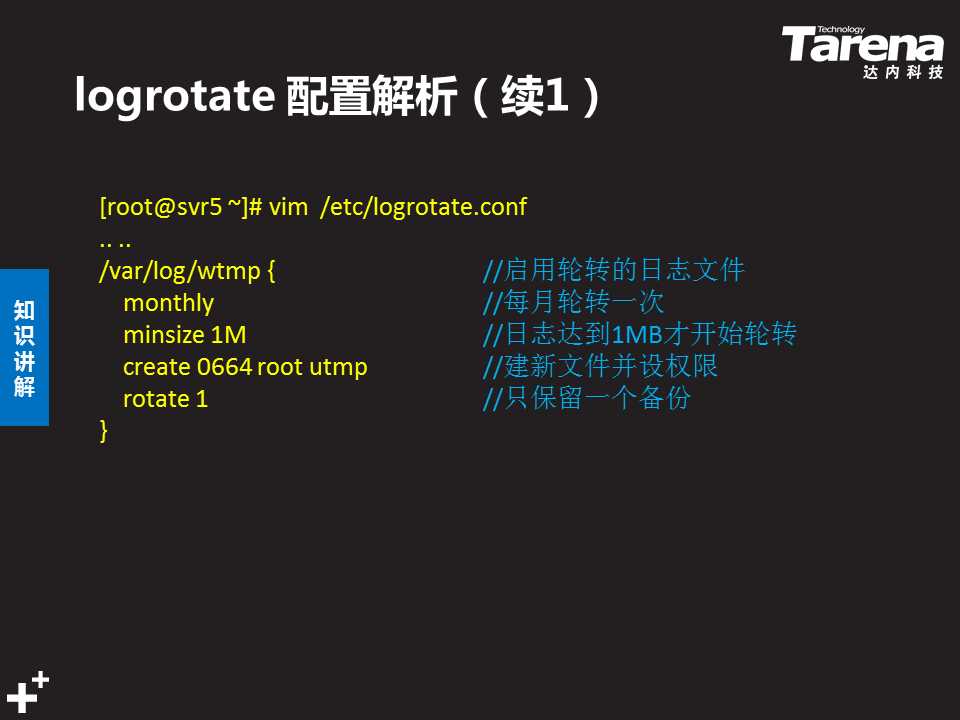 Technology
Tarena
达内科技
logrotate 配置解析（续1）
[root@svr5 ~]# vim /etc/logrotate.conf
.. ..
/var/log/wtmp { //启用轮转的日志文件
monthly //每月轮转一次
minsize 1M //日志达到1MB才开始轮转
create 0664 root utmp //建新文件并设权限
rotate 1 //只保留一个备份
}
知识讲解